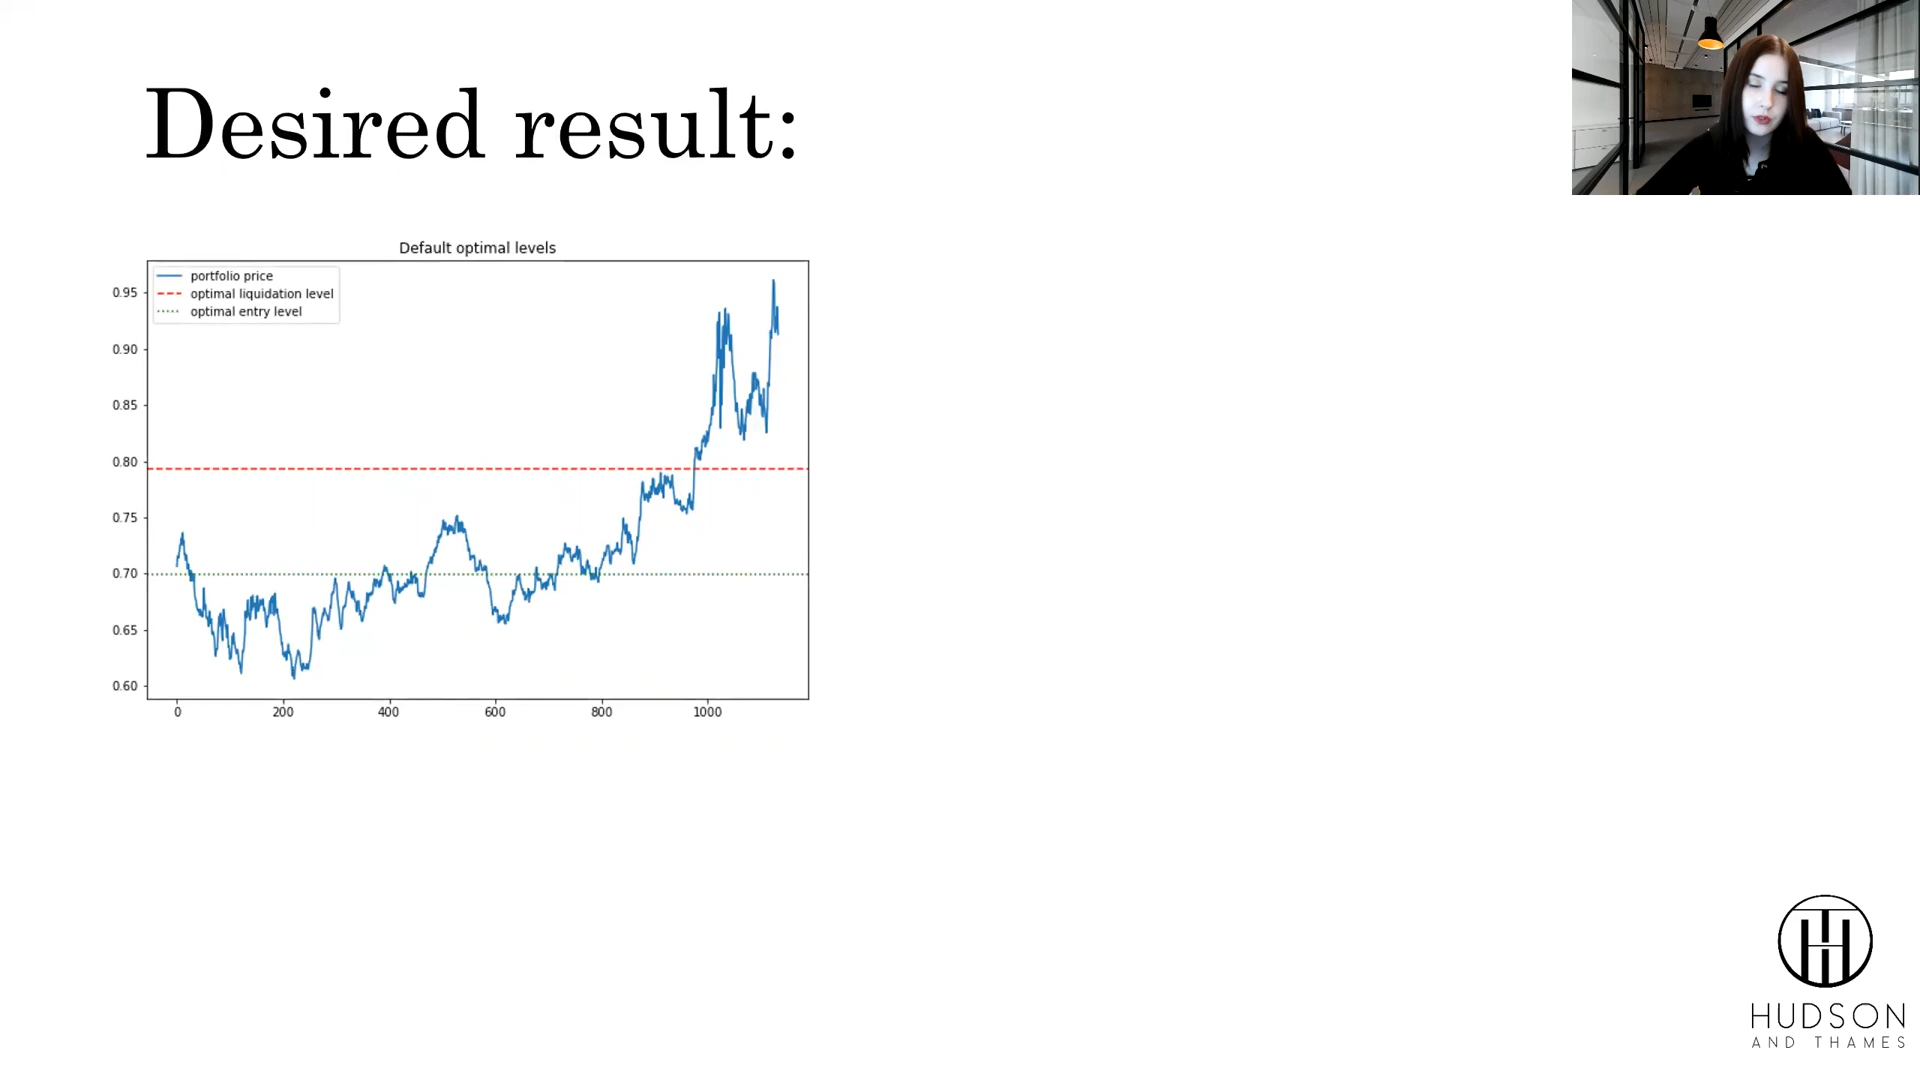 Desired result:
Default optimal levels
portfolio price
optimal liquidation level
optimal entry level
0.95
0.90
0.85
0.80
0.75
0.70
0.65
0.60
0 200 400 600 800 1000
HUDSON
AND THAMES